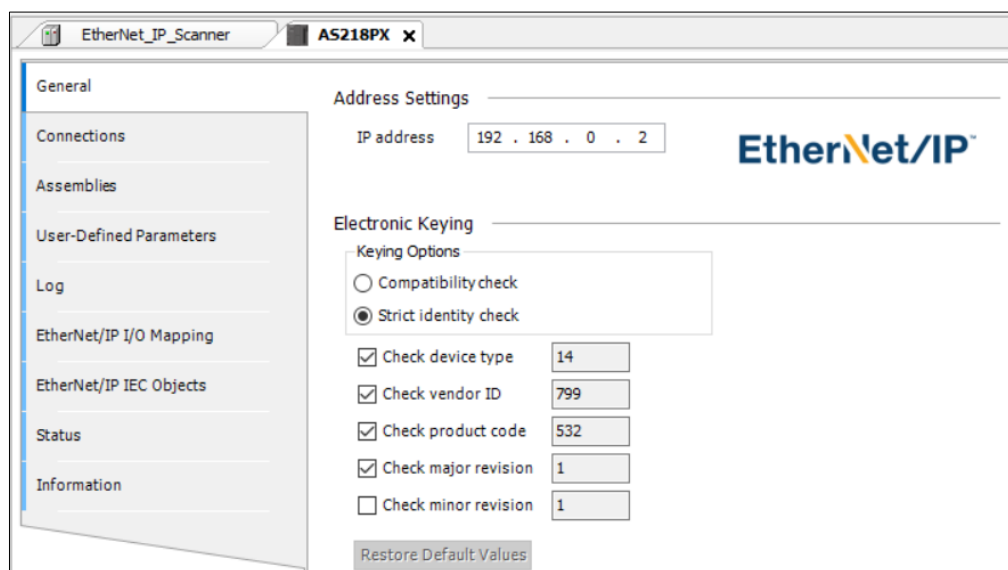 EtherNet_IP_Scanner
AS218PX
General
Connections
Assemblies
User-Defined Parameters
Log
EtherNet/IP I/O Mapping
EtherNet/IP IEC Objects
Status
Information
Address Settings
IP address 192 . 168 . 0 . 2
EtherNet/IP™
Electronic Keying
Keying Options
Compatibility check
Strict identity check
Check device type 14
Check vendor ID 799
Check product code 532
Check major revision 1
Check minor revision 1
Restore Default Values